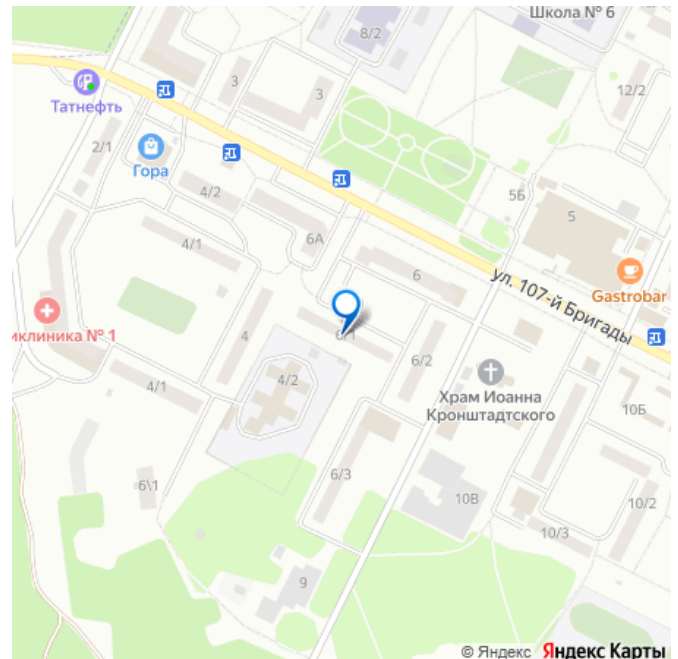 Школа № 6
8/2
Татнефть
3
3
12/2
2/1
Гора
4/2
5Б
5
6А
4/1
6
ул. 107-й Бригады
Gastrobar
иклиника № 1
4
6/1
6/2
Храм Иоанна
Кронштадтского
4/2
4/1
10Б
6/3
6\1
10В
10/2
10/3
9
© Яндекс Яндекс Карты